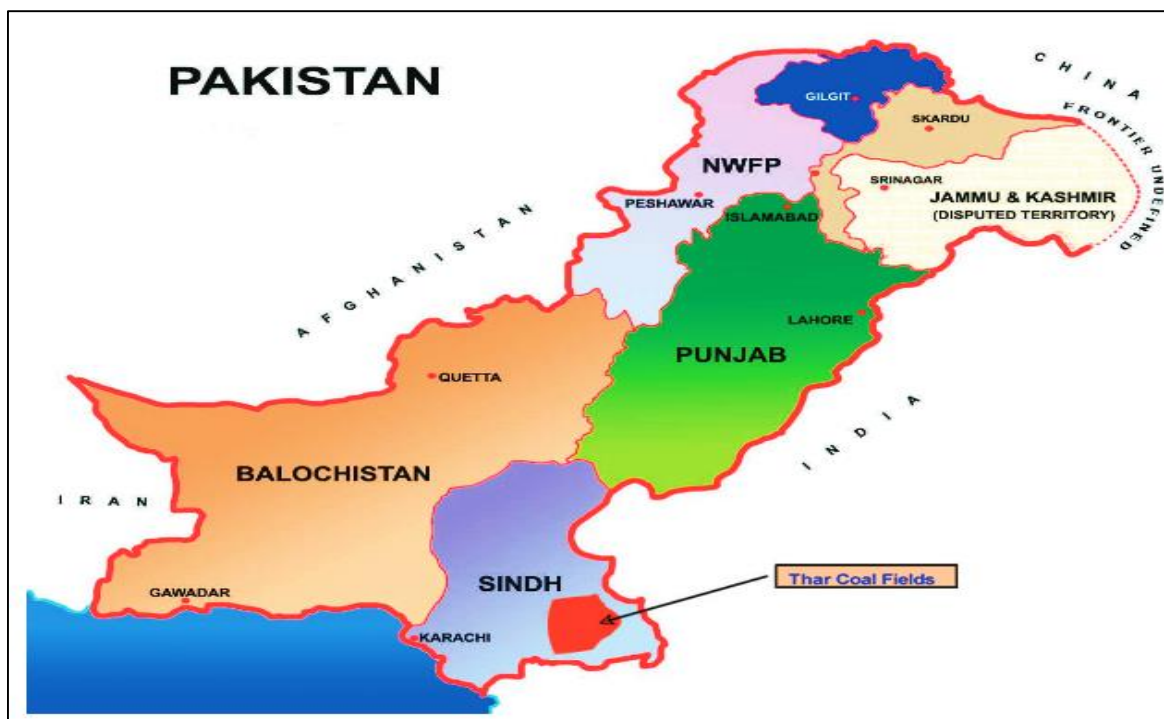 PAKISTAN
CHINA
FRONTIER UNDEFINED
GILGIT
SKARDU
NWFP
SRINAGAR
JAMMU & KASHMIR
(DISPUTED TERRITORY)
PESHAWAR
ISLAMABAD
AFGHANISTAN
LAHORE
PUNJAB
QUETTA
INDIA
BALOCHISTAN
IRAN
SINDH
Thar Coal Fields
GAWADAR
KARACHI